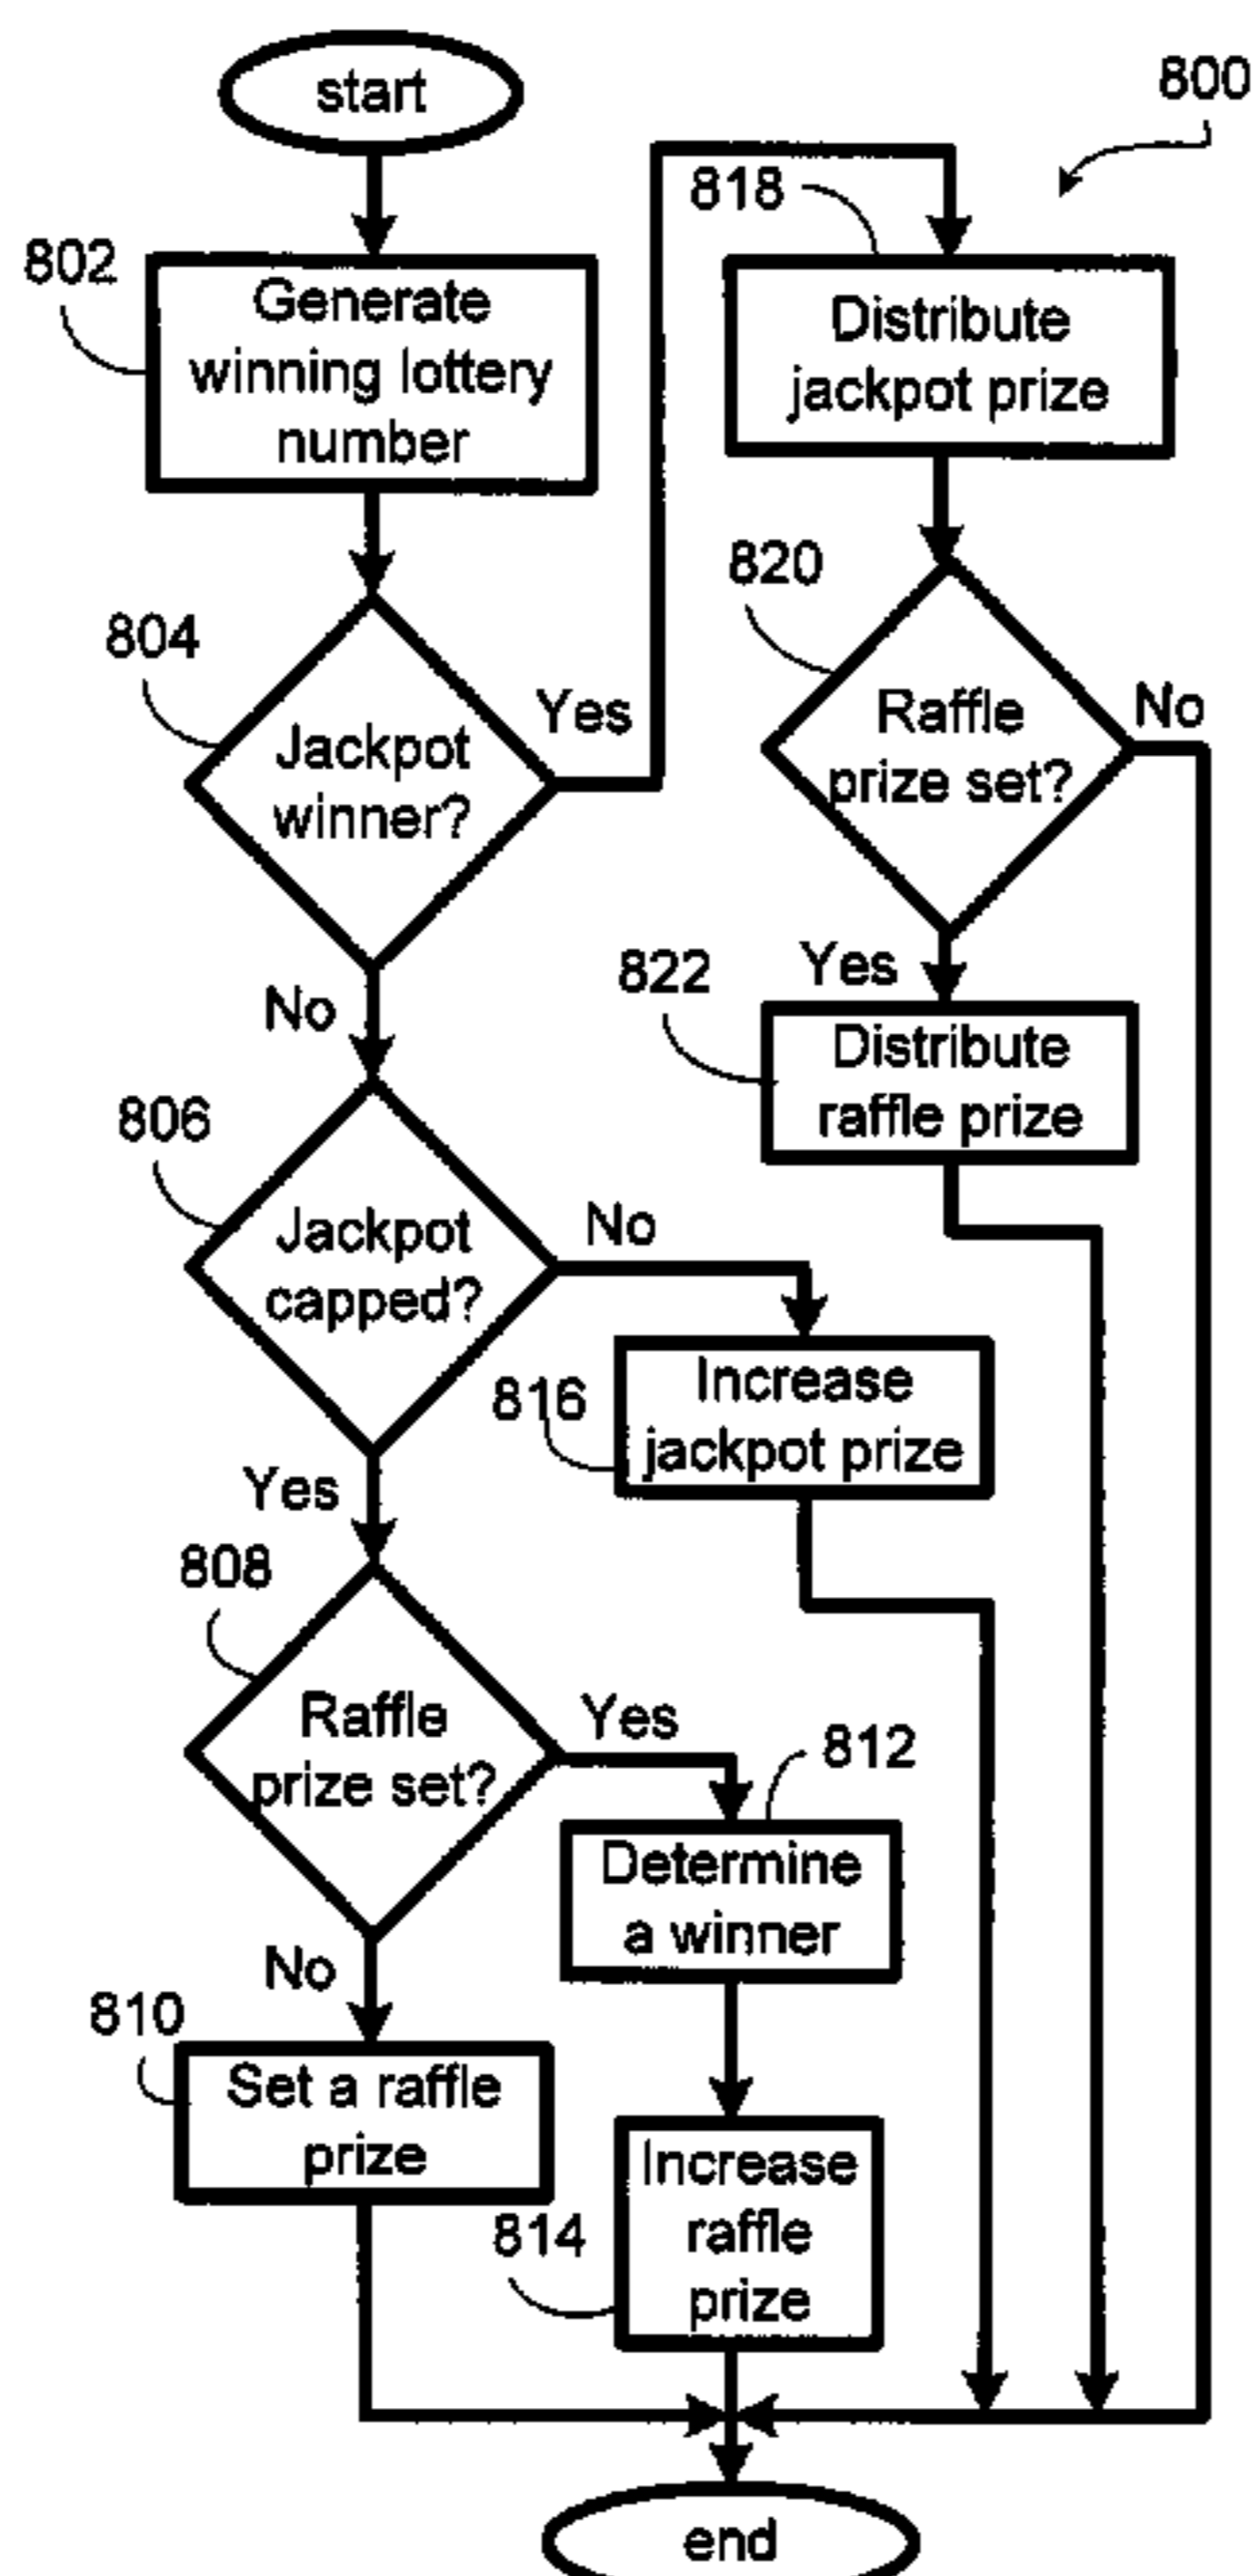 start
800
818
802
Generate
winning lottery
number
Distribute
jackpot prize
820
804
Jackpot
winner?
Yes
Raffle
prize set?
No
No
822
Yes
Distribute
raffle prize
806
Jackpot
capped?
No
816
Increase
jackpot prize
Yes
808
Raffle
prize set?
Yes
812
Determine
a winner
No
810
Set a raffle
prize
814
Increase
raffle
prize
end